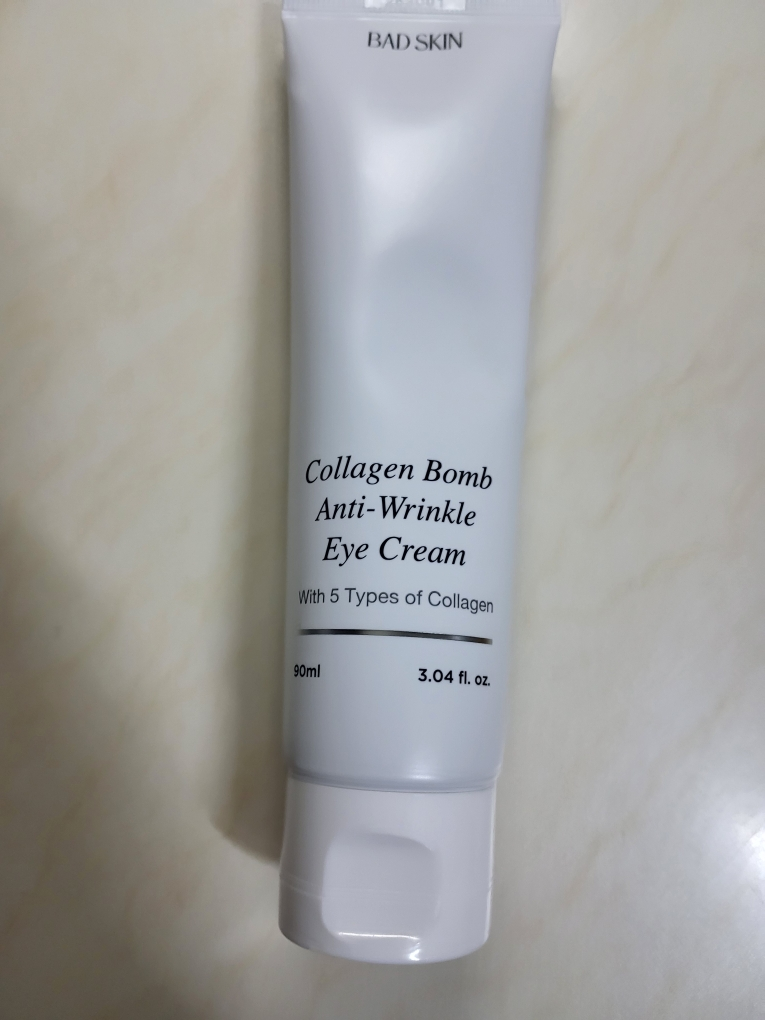 BAD SKIN
Collagen Bomb
Anti-Wrinkle
Eye Cream
With 5 Types of Collagen
90ml 3.04 fl. oz.